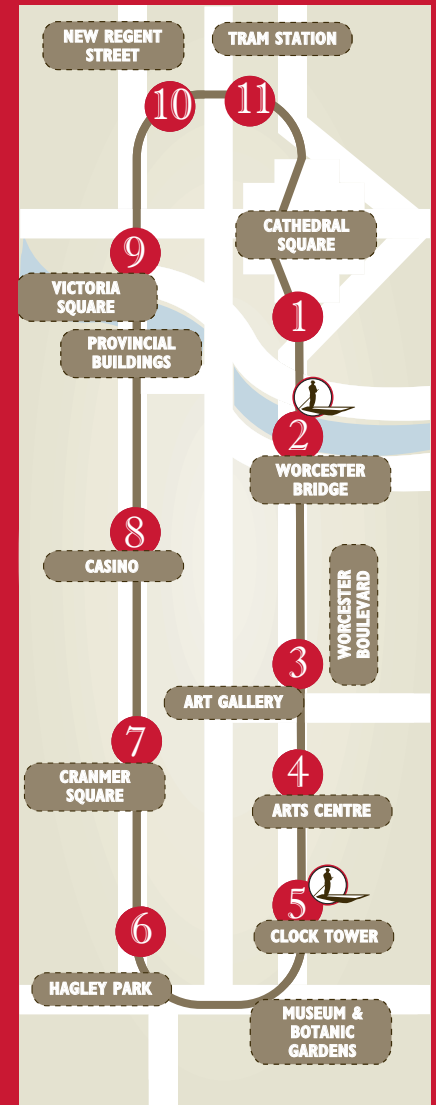 NEW REGENT
STREET
TRAM STATION
10
11
CATHEDRAL
SQUARE
9
VICTORIA
SQUARE
1
PROVINCIAL
BUILDINGS
2
WORCESTER
BRIDGE
8
CASINO
WORCESTER
BOULEVARD
3
ART GALLERY
7
CRANMER
SQUARE
4
ARTS CENTRE
5
6
CLOCK TOWER
HAGLEY PARK
MUSEUM &
BOTANIC
GARDENS